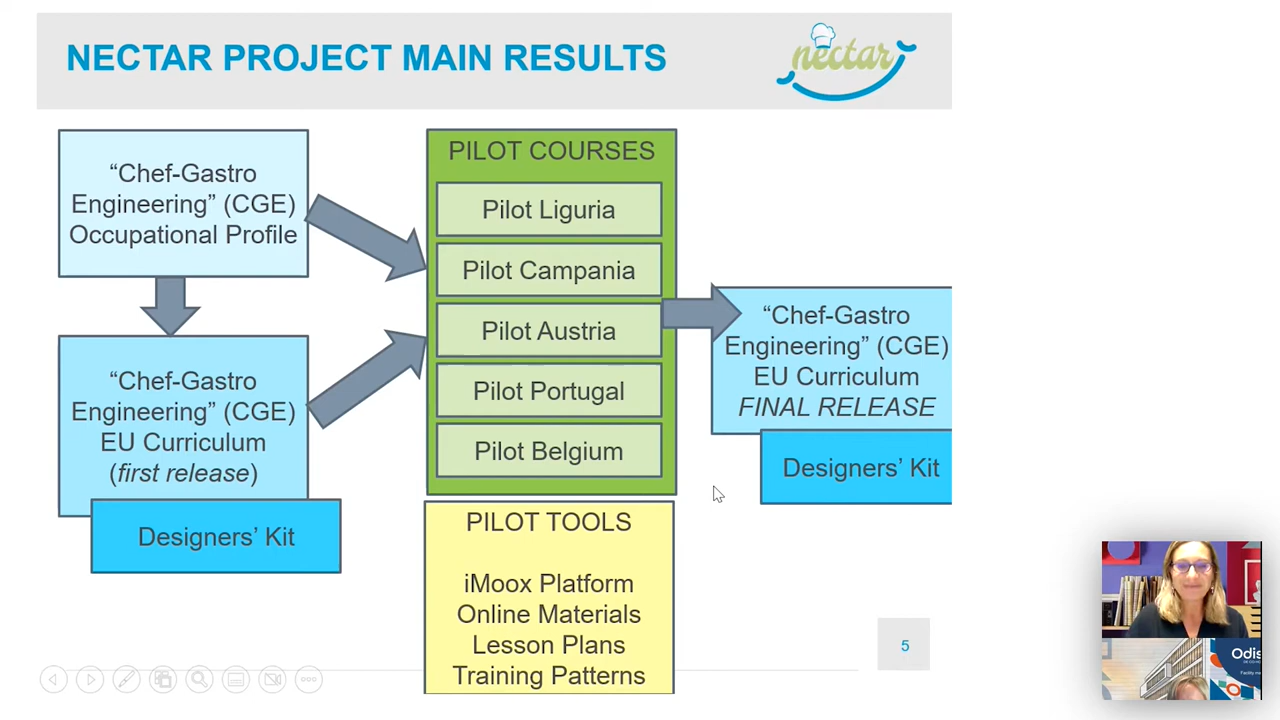 NECTAR PROJECT MAIN RESULTS
nectar
“Chef-Gastro
Engineering” (CGE)
Occupational Profile
“Chef-Gastro
Engineering” (CGE)
EU Curriculum
(first release)
Designers’ Kit
PILOT COURSES
Pilot Liguria
Pilot Campania
Pilot Austria
Pilot Portugal
Pilot Belgium
PILOT TOOLS
iMoox Platform
Online Materials
Lesson Plans
Training Patterns
“Chef-Gastro
Engineering” (CGE)
EU Curriculum
FINAL RELEASE
Designers’ Kit
5
Odis